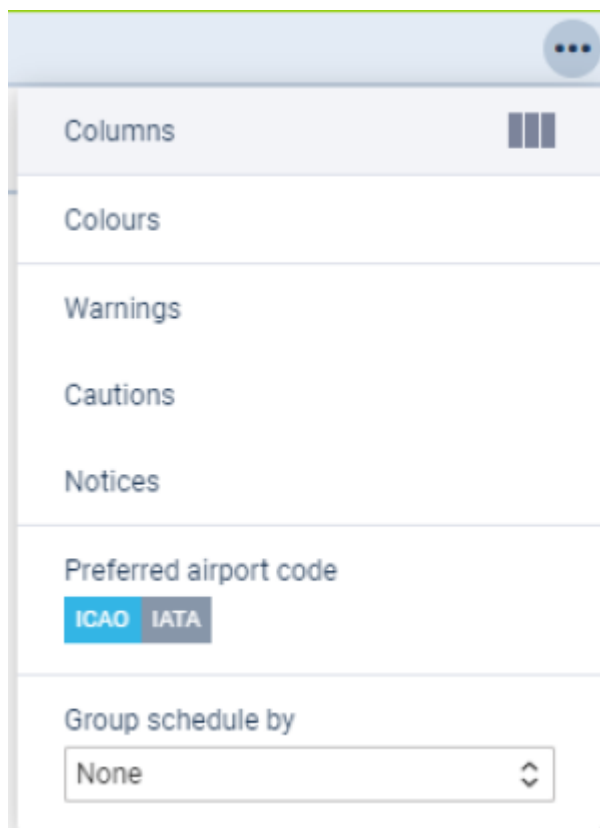 Columns
Colours
Warnings
Cautions
Notices
Preferred airport code
ICAO IATA
Group schedule by
None